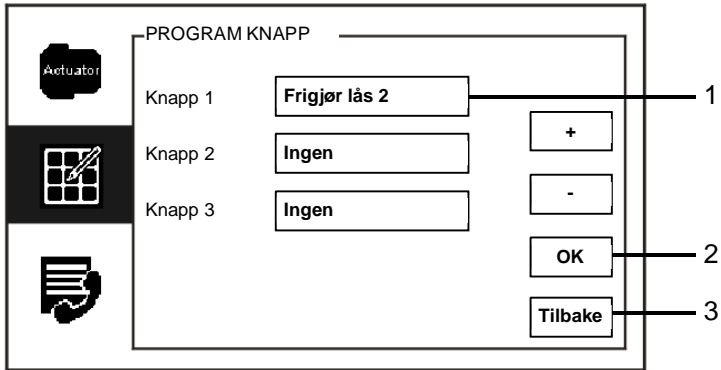 PROGRAM KNAPP
Actuator
Knapp 1 Frigjør lås 2 1
+
Knapp 2 Ingen
-
Knapp 3 Ingen
OK 2
Tilbake 3